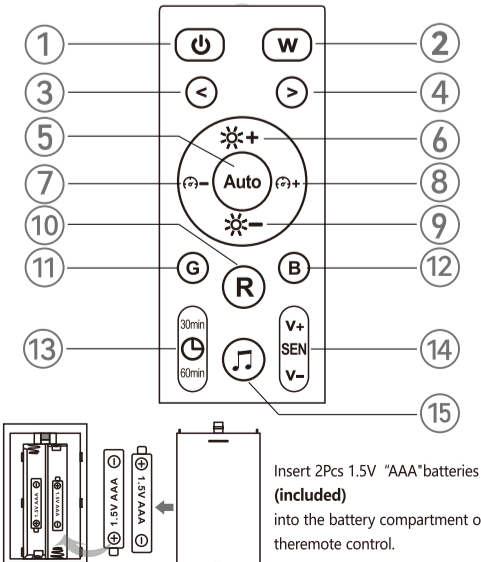 1
W
2
3
<
>
4
5
+
6
7
- Auto +
8
-
9
10
11
G
R
B
12
13
30min
60min
V+
SEN
V-
14
15
1.5V AAA
1.5V AAA
1.5V AAA
1.5V AAA
Insert 2Pcs 1.5V “AAA"batteries
(included)
into the battery compartment o
theremote control.